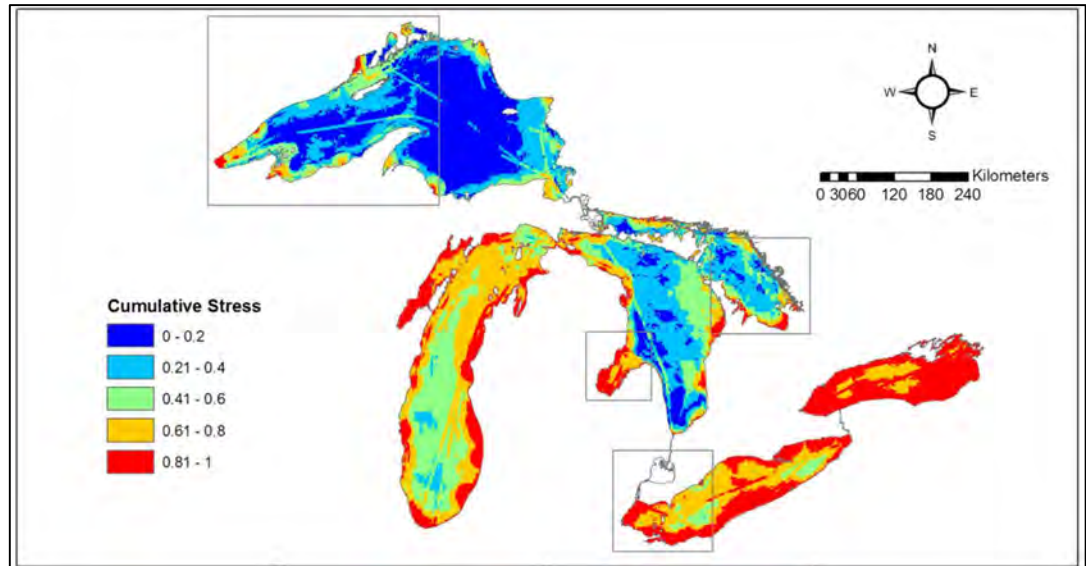 N
W E
S
Kilometers
0 30 60 120 180 240
Cumulative Stress
0 - 0.2
0.21 - 0.4
0.41 - 0.6
0.61 - 0.8
0.81 - 1